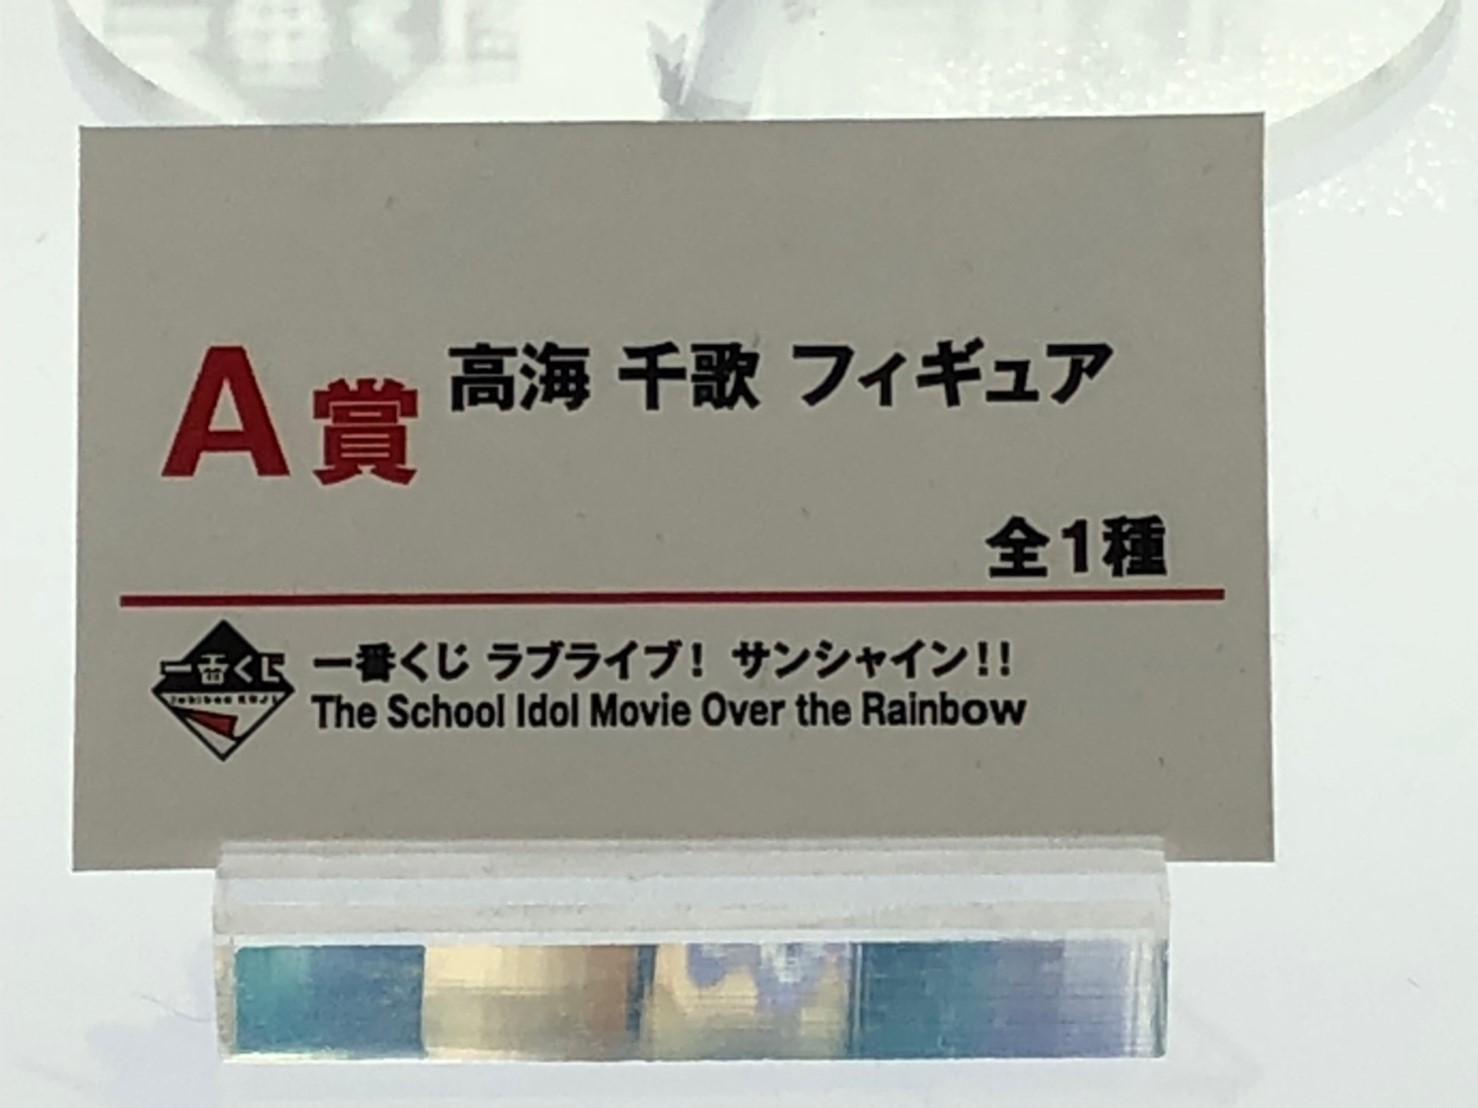 A賞 高海 千歌 フィギュア
全1種
一番くじ
Ichiban KUJI
一番くじ ラブライブ！ サンシャイン!!
The School Idol Movie Over the Rainbow